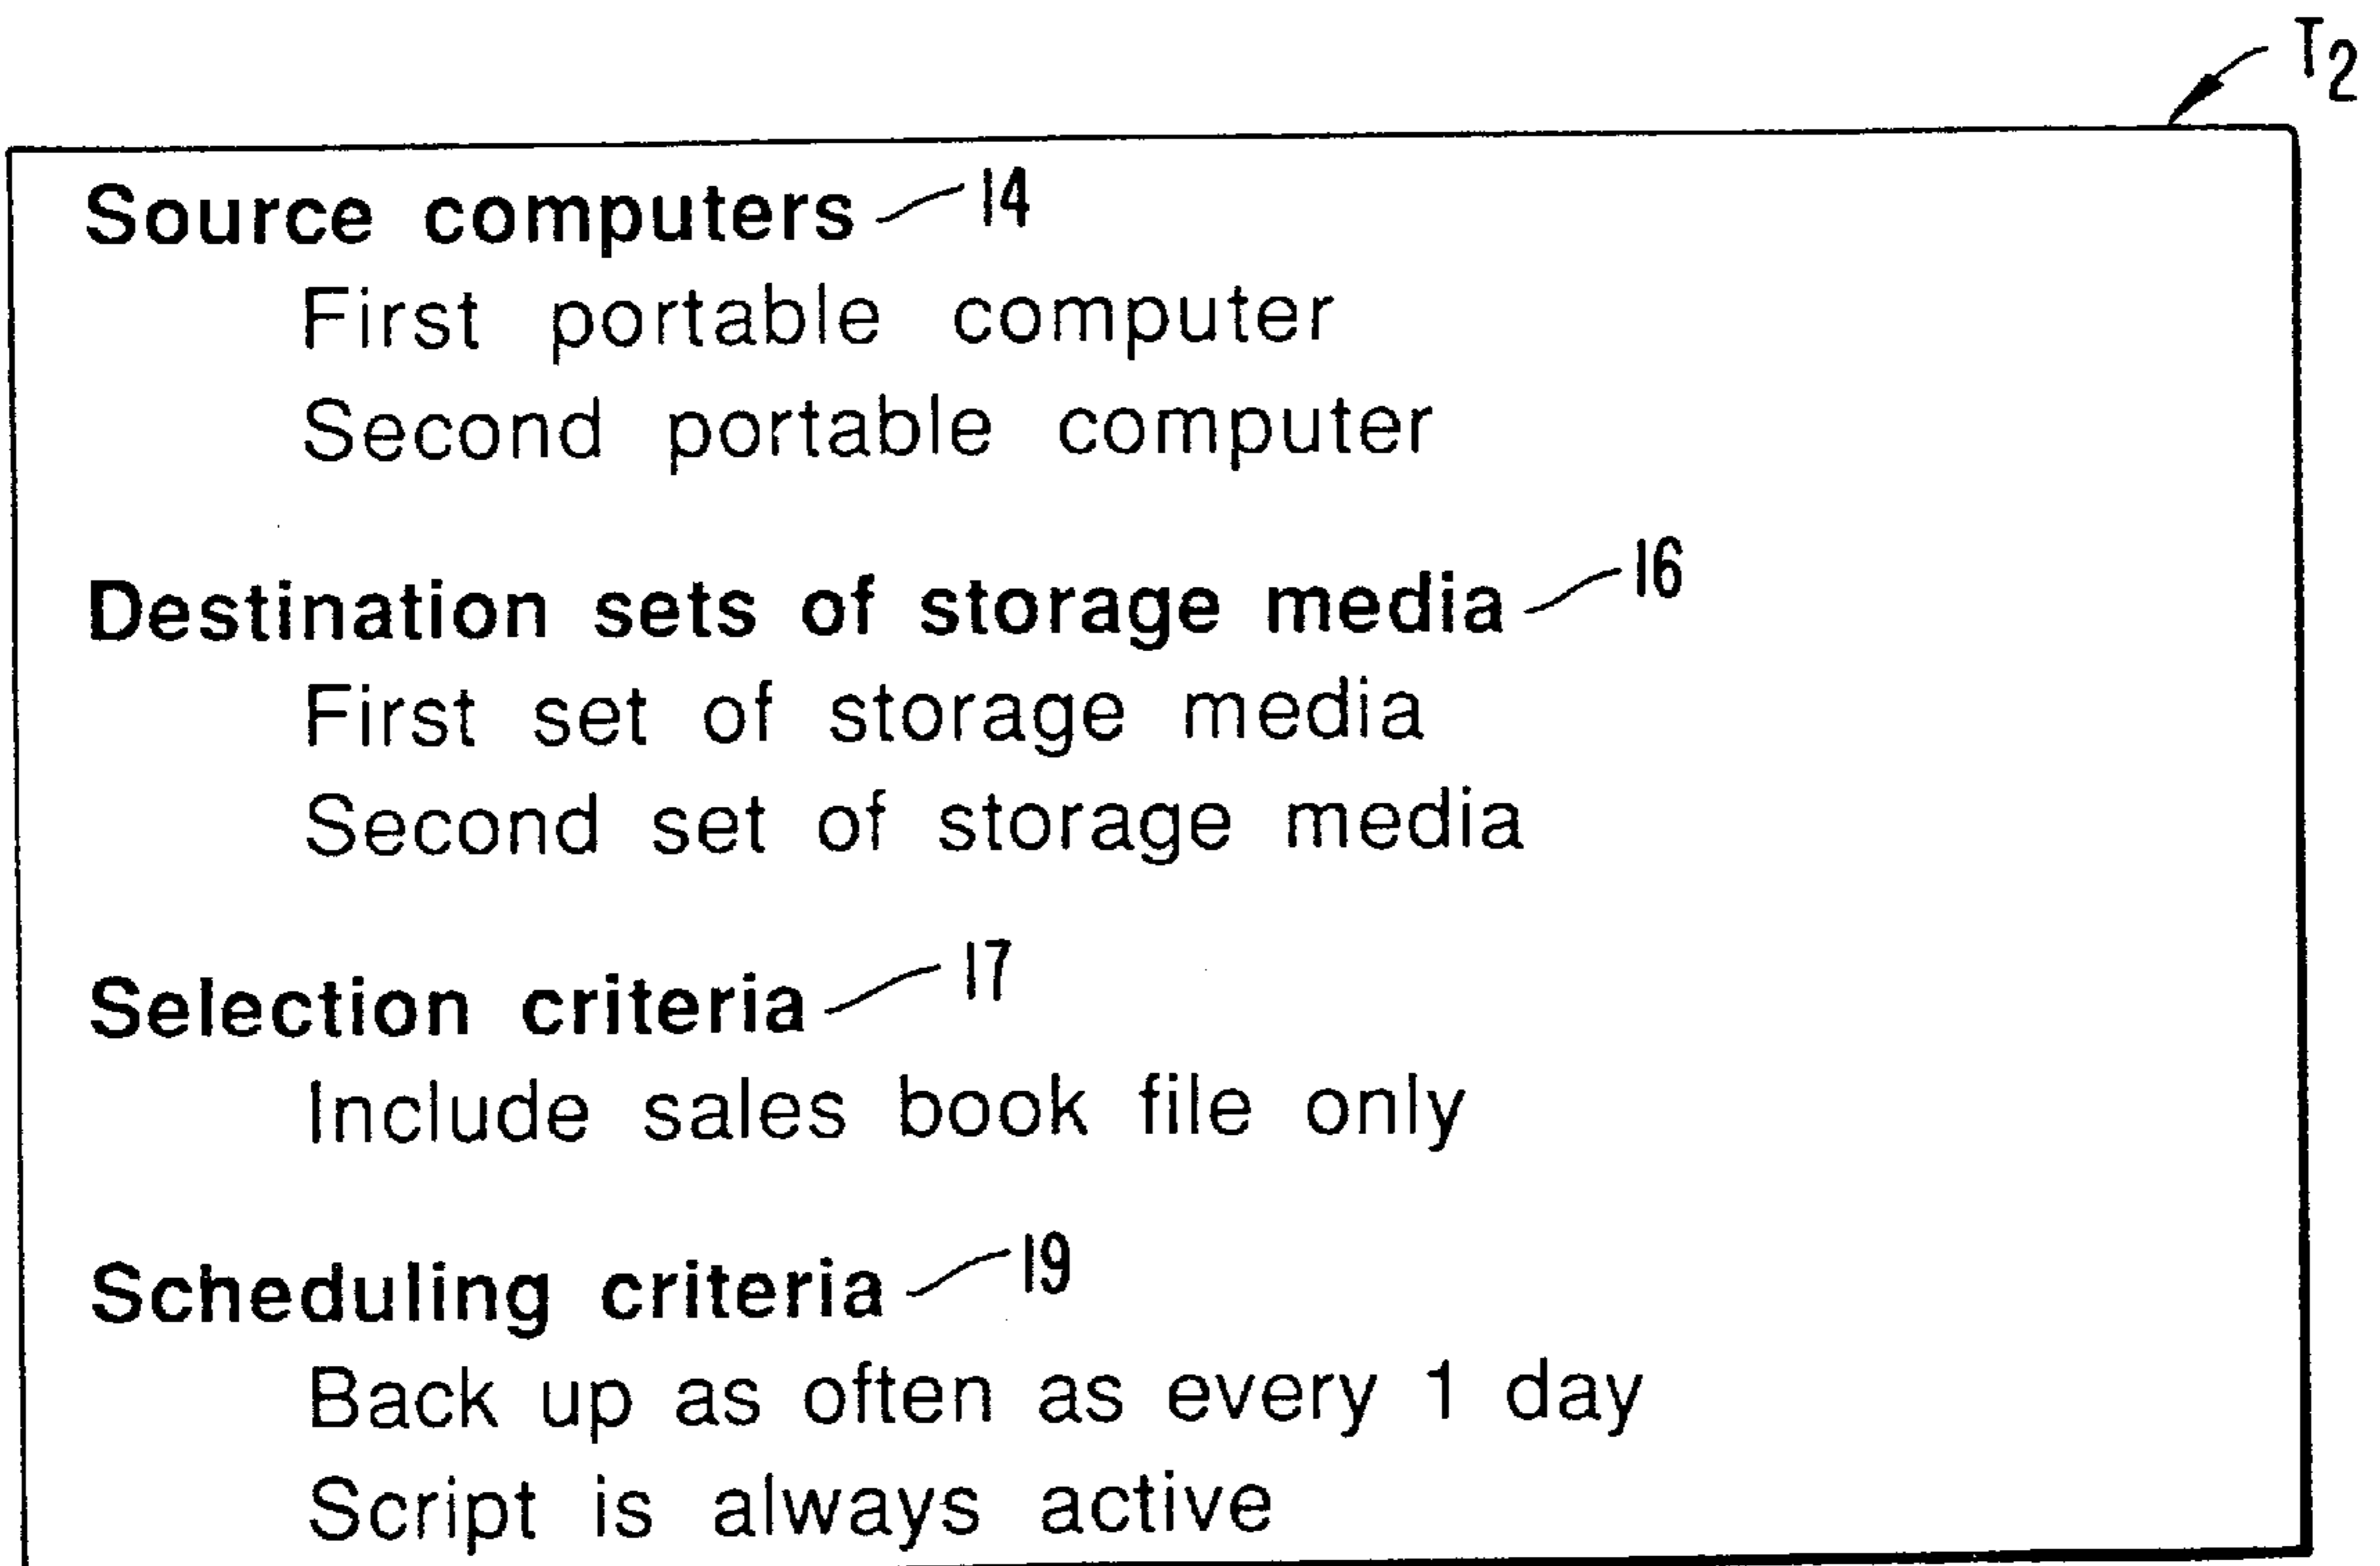 T2
Source computers 14
First portable computer
Second portable computer
Destination sets of storage media 16
First set of storage media
Second set of storage media
Selection criteria 17
Include sales book file only
Scheduling criteria 19
Back up as often as every 1 day
Script is always active